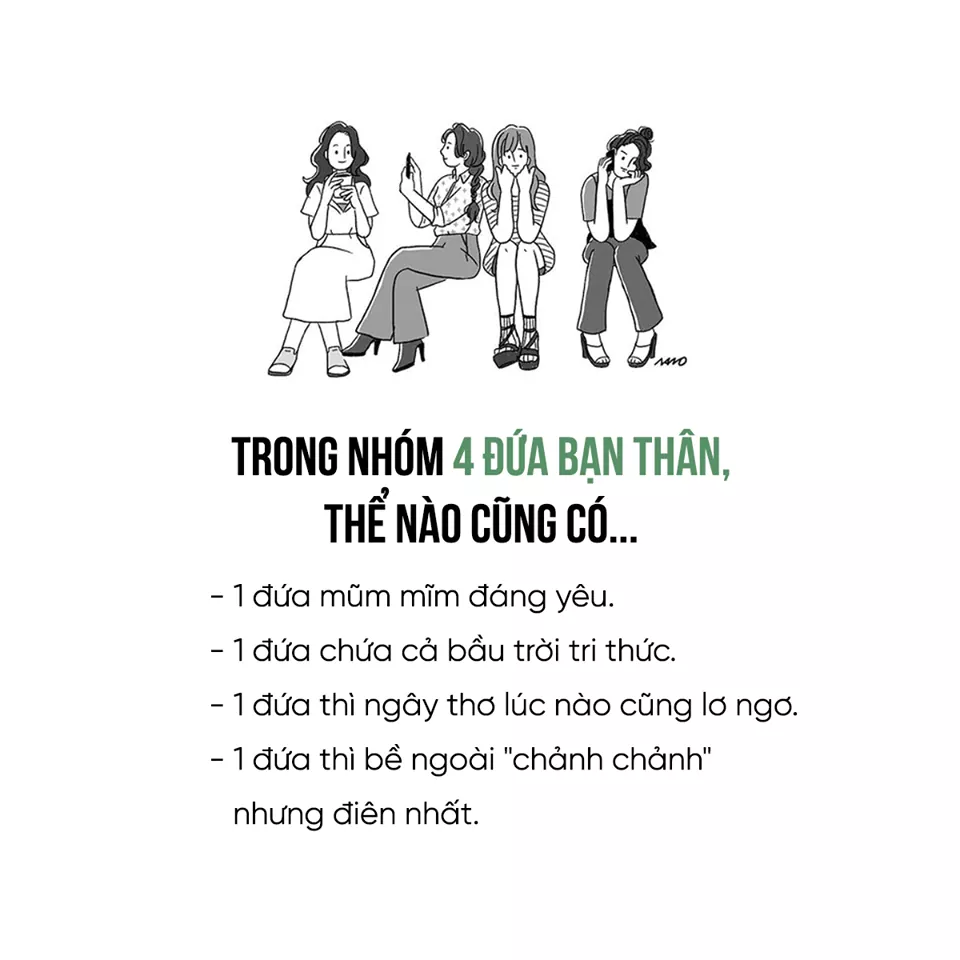 TRONG NHÓM 4 ĐỨA BẠN THÂN,
THỂ NÀO CŨNG CÓ...
- 1 đứa mũm mĩm đáng yêu.
- 1 đứa chứa cả bầu trời tri thức.
- 1 đứa thì ngây thơ lúc nào cũng lơ ngơ.
- 1 đứa thì bề ngoài "chảnh chảnh"
nhưng điên nhất.